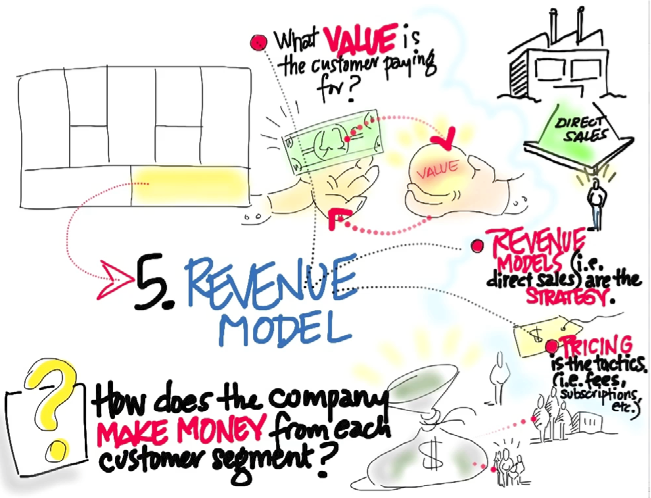 What VALUE is
the customer paying
for?
VALUE
DIRECT
SALES
5. REVENUE
MODEL
REVENUE
MODELS (i.e.
direct sales) are the
STRATEGY.
$
PRICING
is the tactics.
(i.e. fees,
subscriptions,
etc.)
?
How does the company
MAKE MONEY from each
customer segment?
$